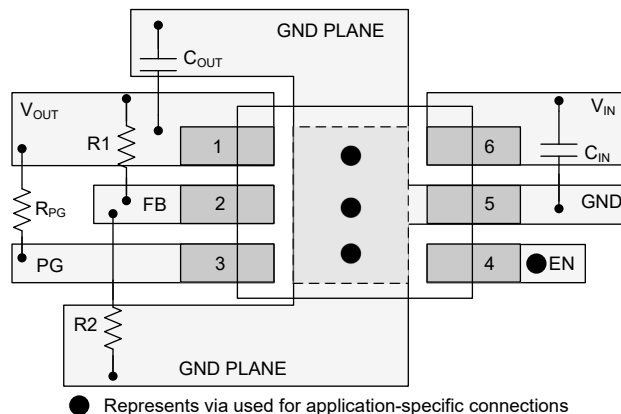 GND PLANE
COUT
VOUT
VIN
R1
1
6
CIN
RPG
FB
2
5
GND
PG
3
4
EN
R2
GND PLANE
Represents via used for application-specific connections